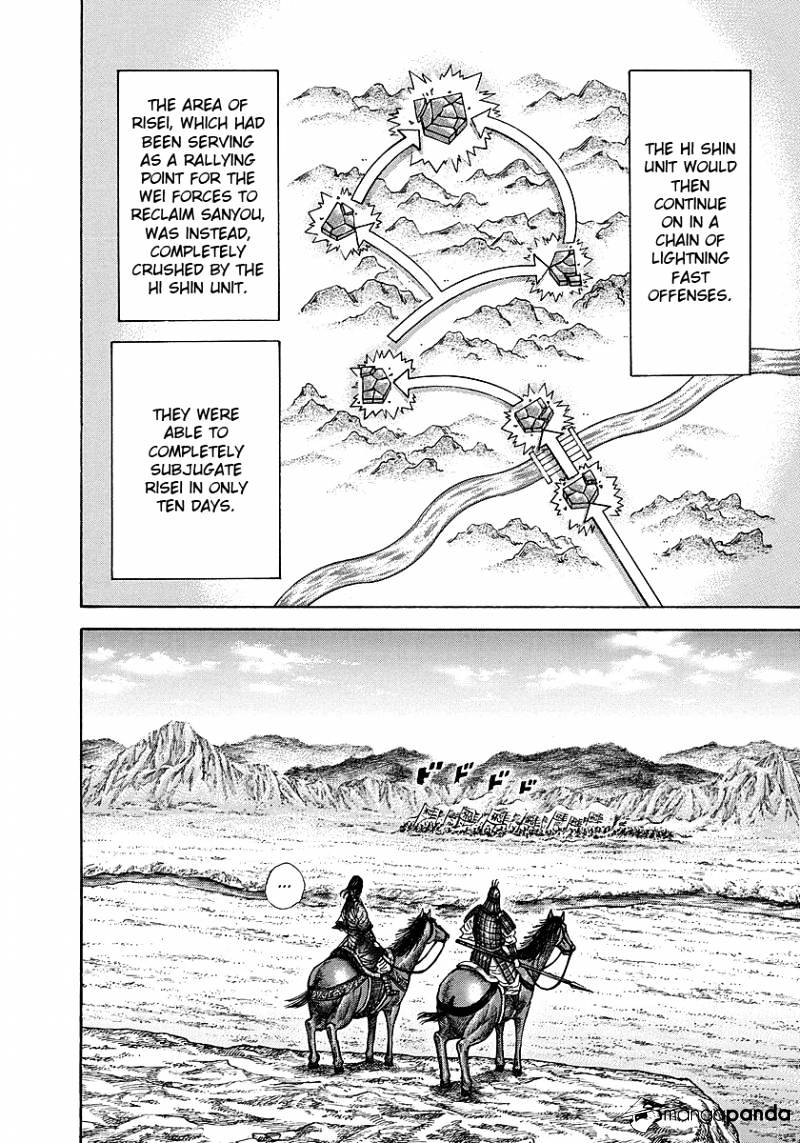 THE HI SHIN
UNIT WOULD
THEN
CONTINUE
ON IN A
CHAIN OF
LIGHTNING
FAST
OFFENSES.
THE AREA OF
RISEI, WHICH HAD
BEEN SERVING
AS A RALLYING
POINT FOR THE
WEI FORCES TO
RECLAIM SANYOU,
WAS INSTEAD,
COMPLETELY
CRUSHED BY THE
HI SHIN UNIT.
THEY WERE
ABLE TO
COMPLETELY
SUBJUGATE
RISEI IN ONLY
TEN DAYS.
ドドドド
...
mangapanda